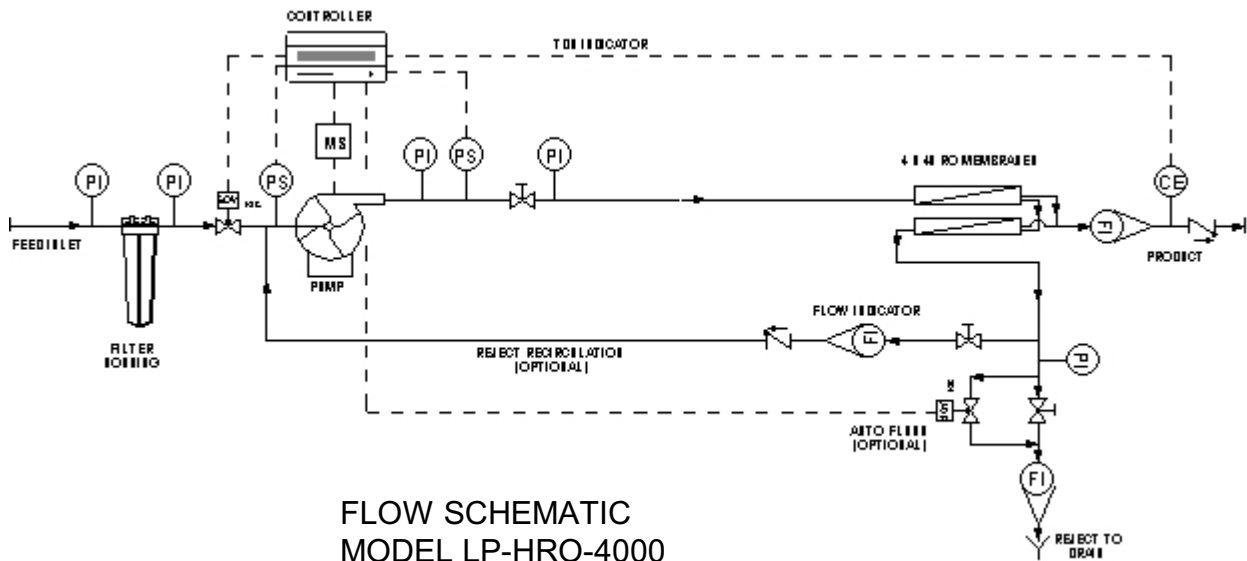 CONTROLLER
TDS INDICATOR
MS
PI
PI
PS
PI
PS
PI
4 X 40 RO MEMBRANES
CE
FEED INLET
FI
PRODUCT
PUMP
FILTER
HOUSING
FLOW INDICATOR
FI
REJECT RECIRCULATION
(OPTIONAL)
PI
AUTO FLUSH
(OPTIONAL)
FI
REJECT TO
DRAIN
FLOW SCHEMATIC
MODEL LP-HRO-4000